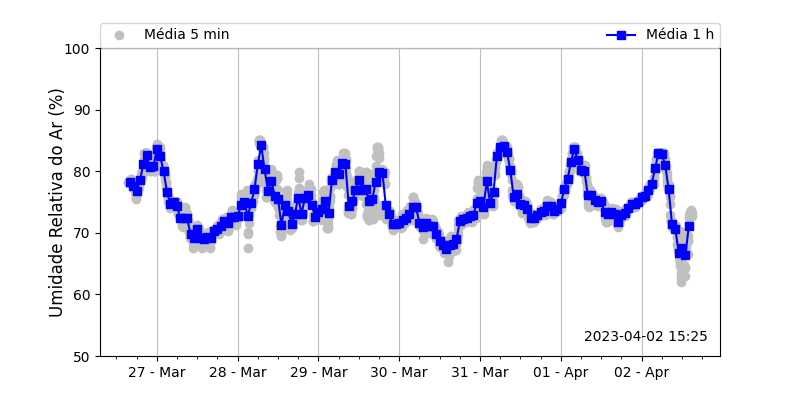 Média 5 min
Média 1 h
Umidade Relativa do Ar (%)
100
90
80
70
60
50
2023-04-02 15:25
27 - Mar
28 - Mar
29 - Mar
30 - Mar
31 - Mar
01 - Apr
02 - Apr